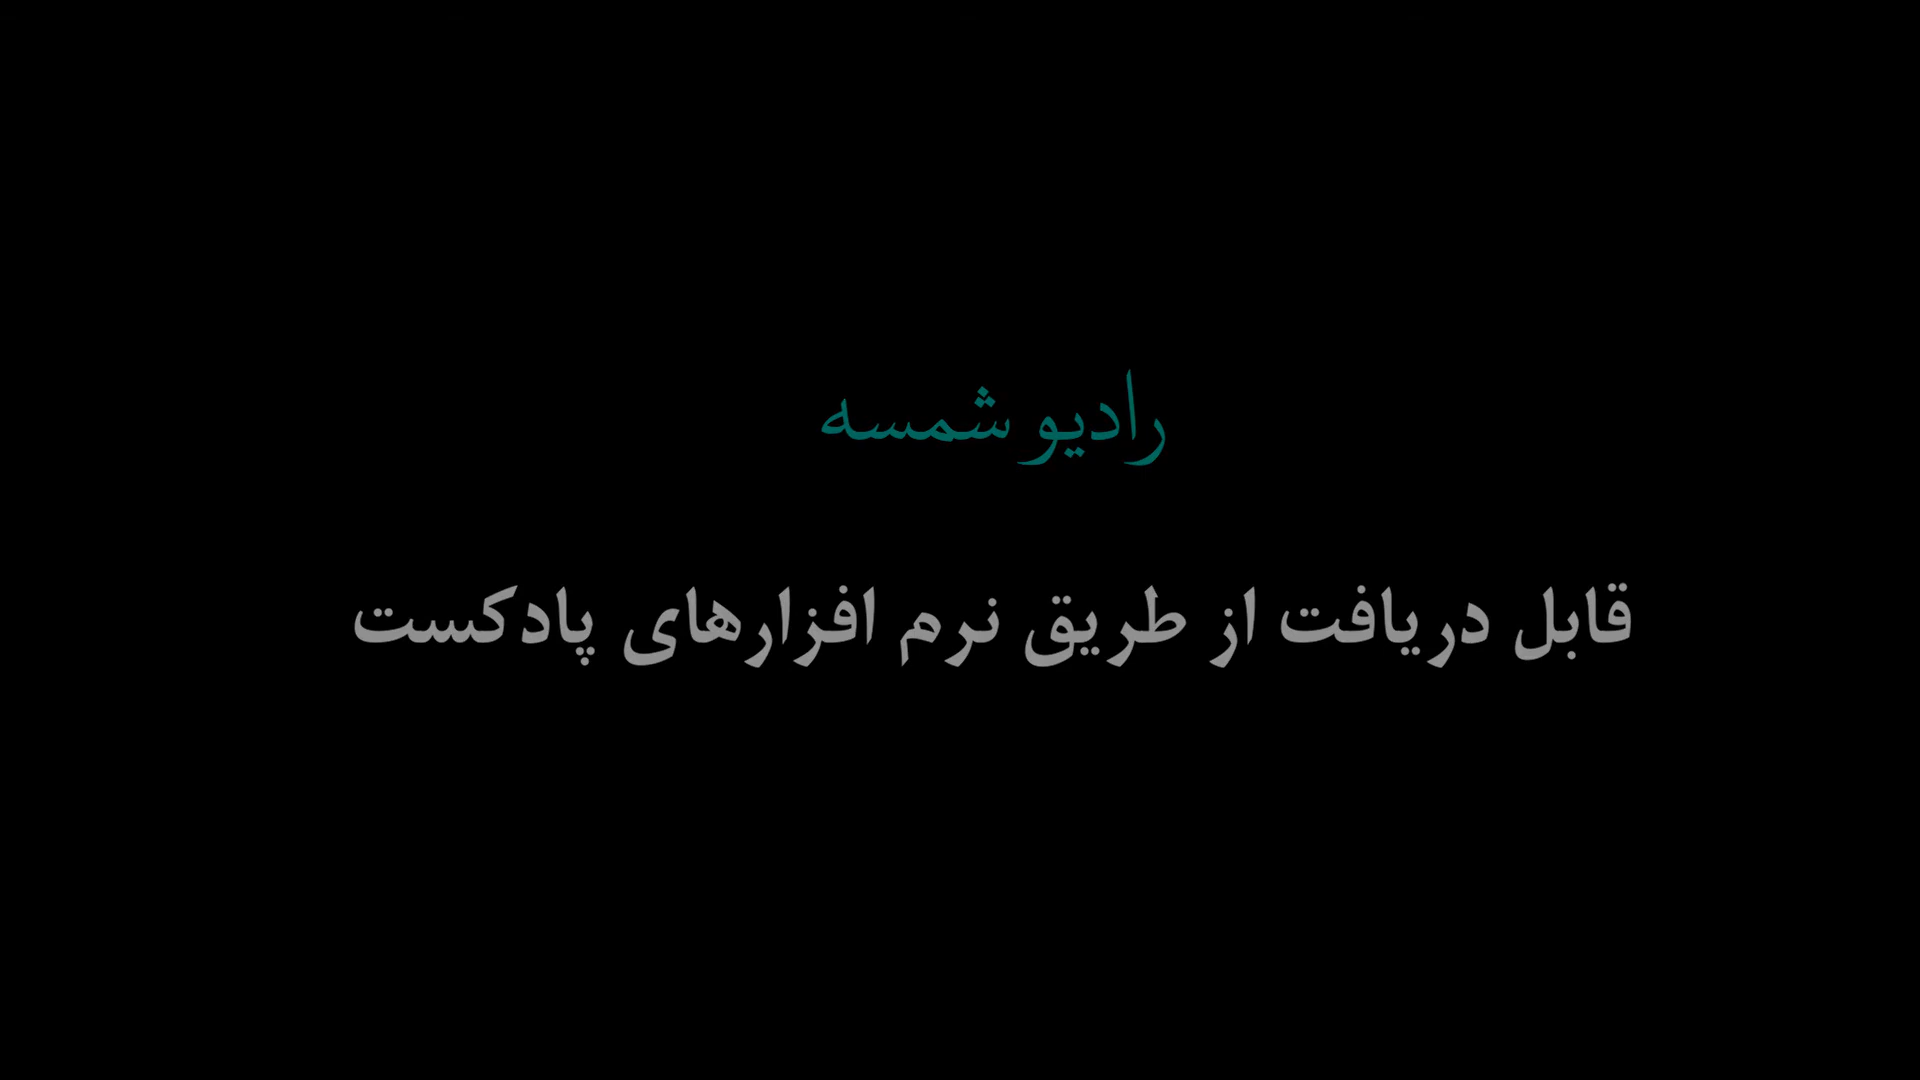 رادیو شمسه
قابل دریافت از طریق نرم افزارهای پادکست